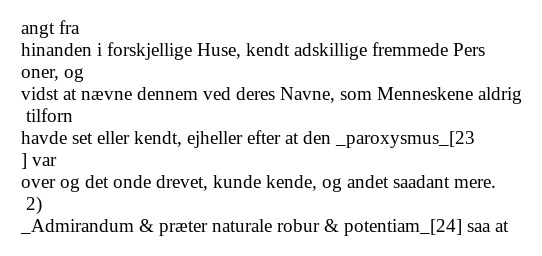 angt fra
hinanden i forskjellige Huse, kendt adskillige fremmede Pers
oner, og
vidst at nævne dennem ved deres Navne, som Menneskene aldrig
tilforn
havde set eller kendt, ejheller efter at den _paroxysmus_[23
] var
over og det onde drevet, kunde kende, og andet saadant mere.
2)
_Admirandum & præter naturale robur & potentiam_[24] saa at